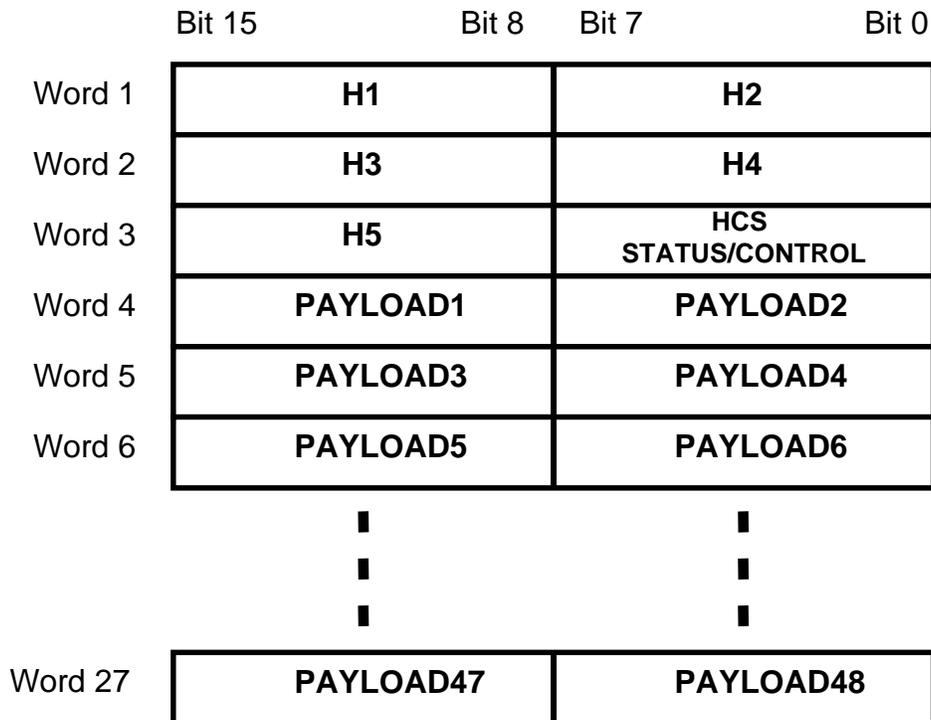 Bit 15 Bit 8 Bit 7 Bit 0
Word 1 H1 H2
Word 2 H3 H4
Word 3 H5 HCS
STATUS/CONTROL
Word 4 PAYLOAD1 PAYLOAD2
Word 5 PAYLOAD3 PAYLOAD4
Word 6 PAYLOAD5 PAYLOAD6
Word 27 PAYLOAD47 PAYLOAD48